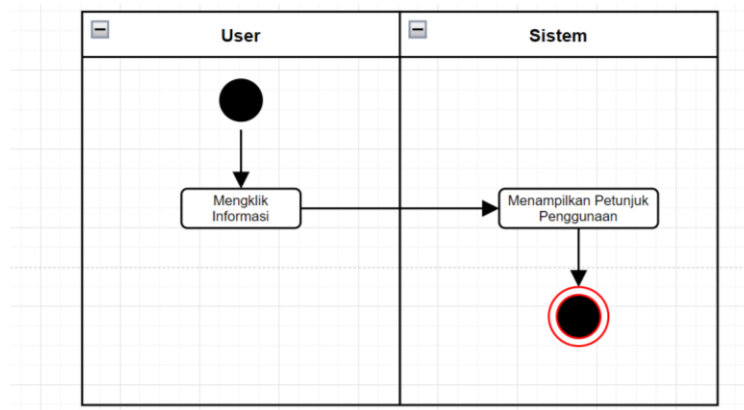 User
Sistem
Mengklik
Informasi
Menampilkan Petunjuk
Penggunaan